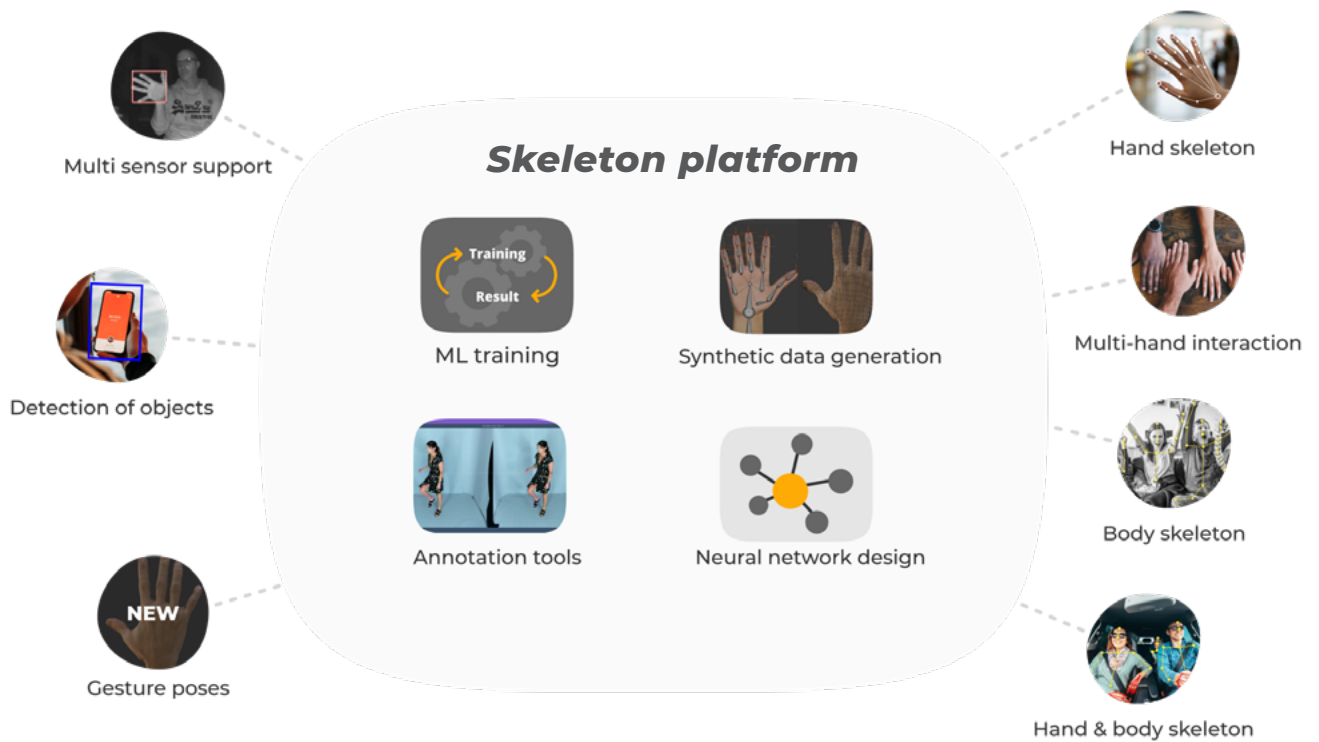 Skeleton platform
Multi sensor support
Detection of objects
NEW
Gesture poses
Training
Result
ML training
Synthetic data generation
Annotation tools
Neural network design
Hand skeleton
Multi-hand interaction
Body skeleton
Hand & body skeleton